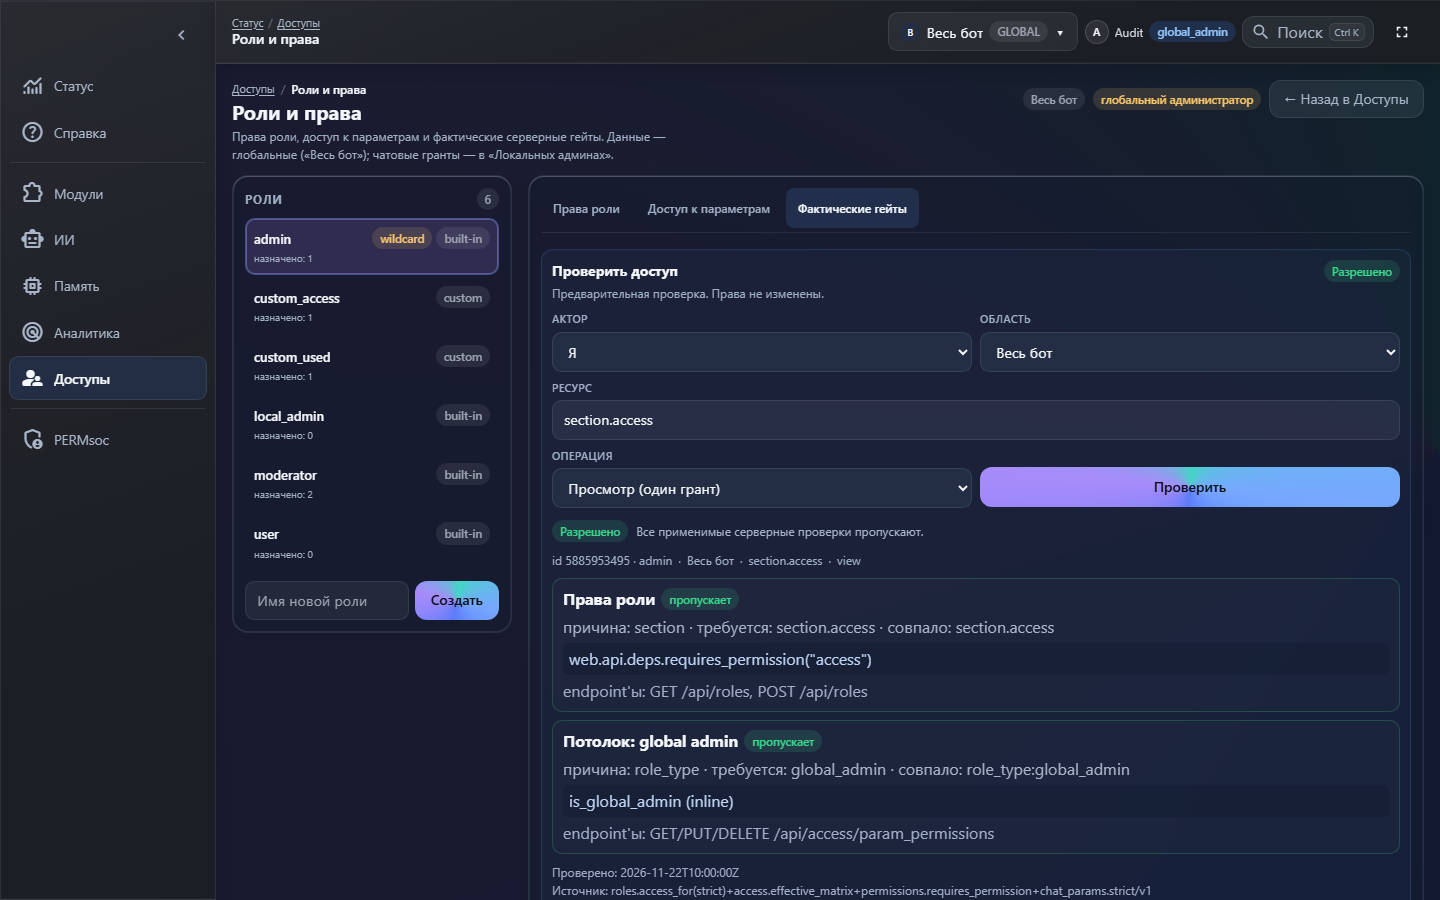 Статус
Справка
Модули
ИИ
Память
Аналитика
Доступы
PERMsoc
Статус / Доступы
Роли и права
B Весь бот GLOBAL ▾
A Audit global_admin
Поиск Ctrl K
Доступы / Роли и права
Роли и права
Права роли, доступ к параметрам и фактические серверные гейты. Данные —
глобальные («Весь бот»); чатовые гранты — в «Локальных админах».
Весь бот глобальный администратор ← Назад в Доступы
РОЛИ 6
admin wildcard built-in
назначено: 1
custom_access custom
назначено: 1
custom_used custom
назначено: 1
local_admin built-in
назначено: 0
moderator built-in
назначено: 2
user built-in
назначено: 0
Имя новой роли Создать
Права роли Доступ к параметрам Фактические гейты
Проверить доступ Разрешено
Предварительная проверка. Права не изменены.
АКТОР ОБЛАСТЬ
Я Весь бот
РЕСУРС
section.access
ОПЕРАЦИЯ
Просмотр (один грант) Проверить
Разрешено Все применимые серверные проверки пропускают.
id 5885953495 · admin · Весь бот · section.access · view
Права роли пропускает
причина: section · требуется: section.access · совпало: section.access
web.api.deps.requires_permission("access")
endpoint'ы: GET /api/roles, POST /api/roles
Потолок: global admin пропускает
причина: role_type · требуется: global_admin · совпало: role_type:global_admin
is_global_admin (inline)
endpoint'ы: GET/PUT/DELETE /api/access/param_permissions
Проверено: 2026-11-22T10:00:00Z
Источник: roles.access_for(strict)+access.effective_matrix+permissions.requires_permission+chat_params.strict/v1